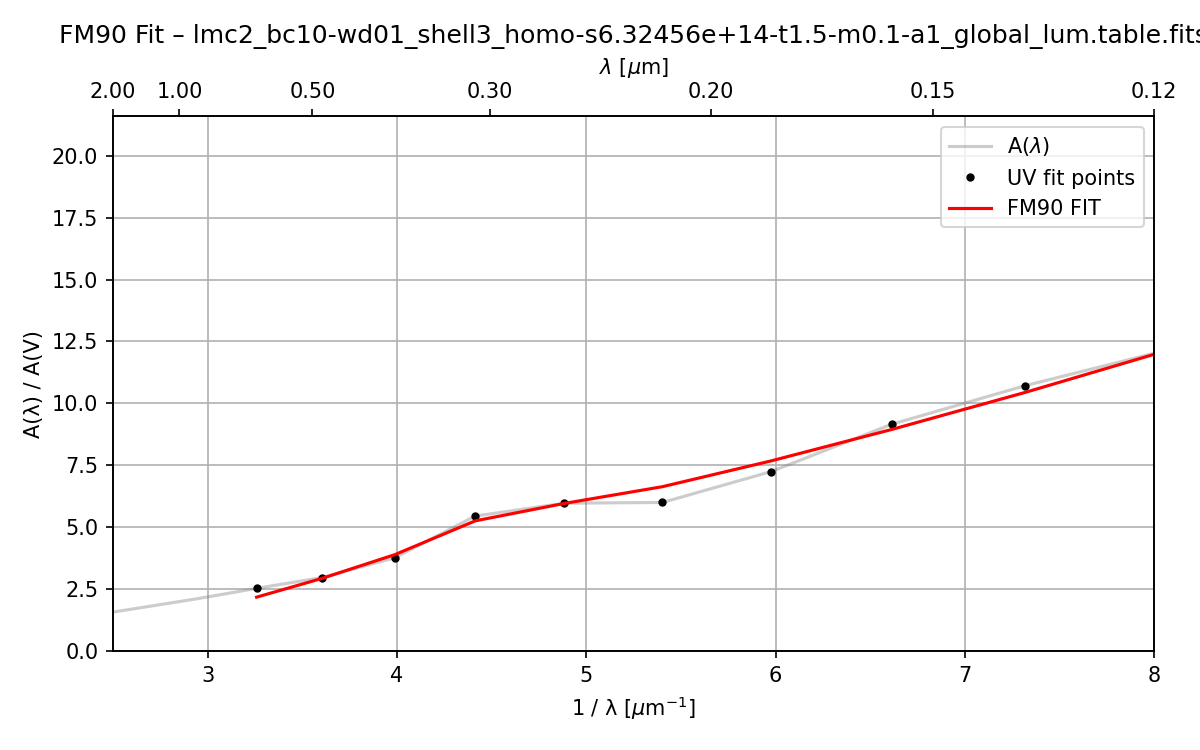 FM90 Fit – lmc2_bc10-wd01_shell3_homo-s6.32456e+14-t1.5-m0.1-a1_global_lum.table.fits
λ [μm]
2.00 1.00 0.50 0.30 0.20 0.15 0.12
A(λ)
UV fit points
FM90 FIT
20.0
17.5
15.0
12.5
10.0
7.5
5.0
2.5
0.0
A(λ) / A(V)
3 4 5 6 7 8
1 / λ [μm⁻¹]